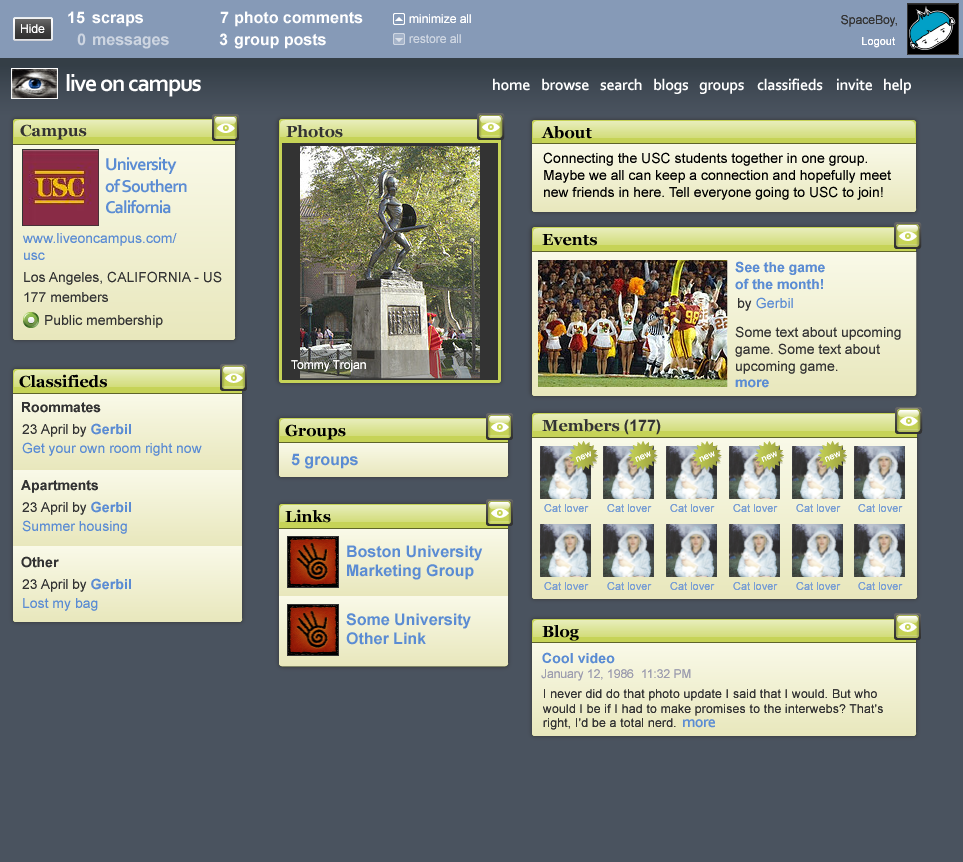 Hide
15 scraps
0 messages
7 photo comments
3 group posts
minimize all
restore all
SpaceBoy,
Logout
live on campus
home browse search blogs groups classifieds invite help
Campus
USC
University
of Southern
California
www.liveoncampus.com/
usc
Los Angeles, CALIFORNIA - US
177 members
Public membership
Classifieds
Roommates
23 April by Gerbil
Get your own room right now
Apartments
23 April by Gerbil
Summer housing
Other
23 April by Gerbil
Lost my bag
Photos
Tommy Trojan
Groups
5 groups
Links
Boston University
Marketing Group
Some University
Other Link
About
Connecting the USC students together in one group.
Maybe we all can keep a connection and hopefully meet
new friends in here. Tell everyone going to USC to join!
Events
98
See the game
of the month!
by Gerbil
Some text about upcoming
game. Some text about
upcoming game.
more
Members (177)
new new new new new
Cat lover Cat lover Cat lover Cat lover Cat lover Cat lover
Cat lover Cat lover Cat lover Cat lover Cat lover Cat lover
Blog
Cool video
January 12, 1986 11:32 PM
I never did do that photo update I said that I would. But who
would I be if I had to make promises to the interwebs? That's
right, I'd be a total nerd. more